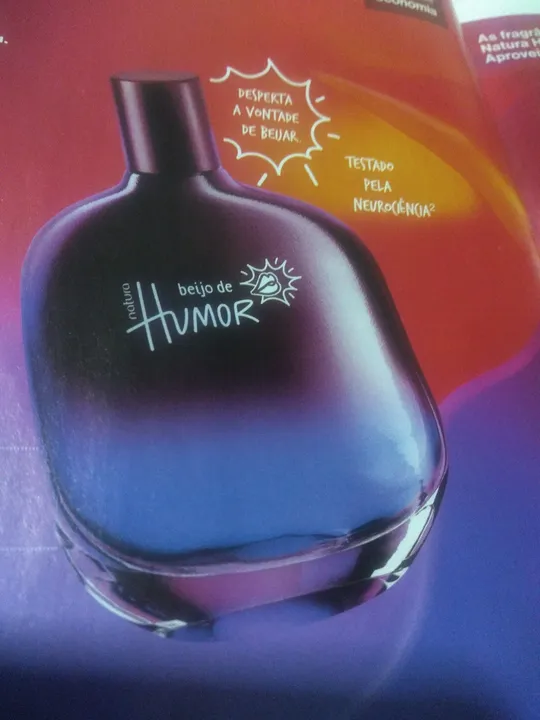 economia
As fragrâ
Natura H
Aprovei
DESPERTA
A VONTADE
DE BEIJAR.
TESTADO
PELA
NEUROCIÊNCIA²
natura
beijo de
HUMOR